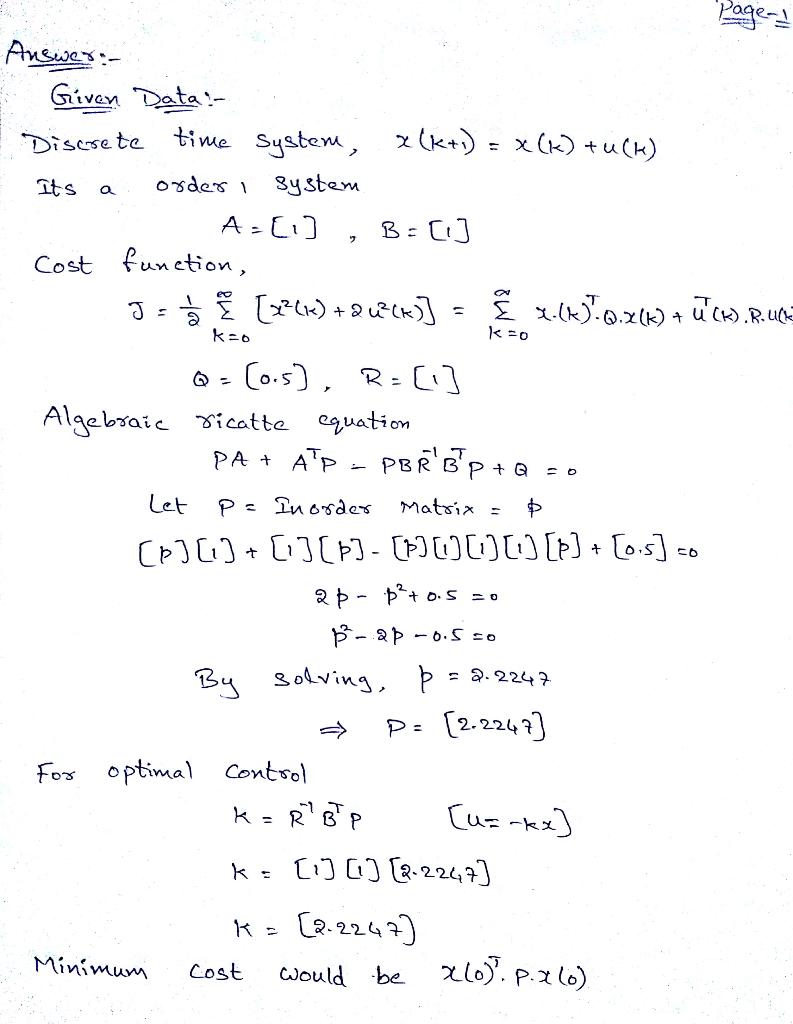 Page-1
Answer:-
Given Data:-
Discrete time system, x(k+1) = x(k) + u(k)
Its a order 1 system
A = [1] , B = [1]
Cost function,
J = 1/2 ∞Σk=0 [x²(k) + 2u²(k)] = ∞Σk=0 x(k)ᵀ.Q.x(k) + uᵀ(k).R.u(k
Q = [0.5], R = [1]
Algebraic ricatte equation
PA + AᵀP - PBR⁻¹BᵀP + Q = 0
Let P = Inorder Matrix = p
[p][1] + [1][p] - [p][1][1][1][p] + [0.5] = 0
2p - p² + 0.5 = 0
p² - 2p - 0.5 = 0
By solving, p = 2.2247
⇒ P = [2.2247]
For optimal control
K = R⁻¹BᵀP [u = -kx]
K = [1][1][2.2247]
K = [2.2247]
Minimum cost would be x(0)ᵀ.P.x(0)